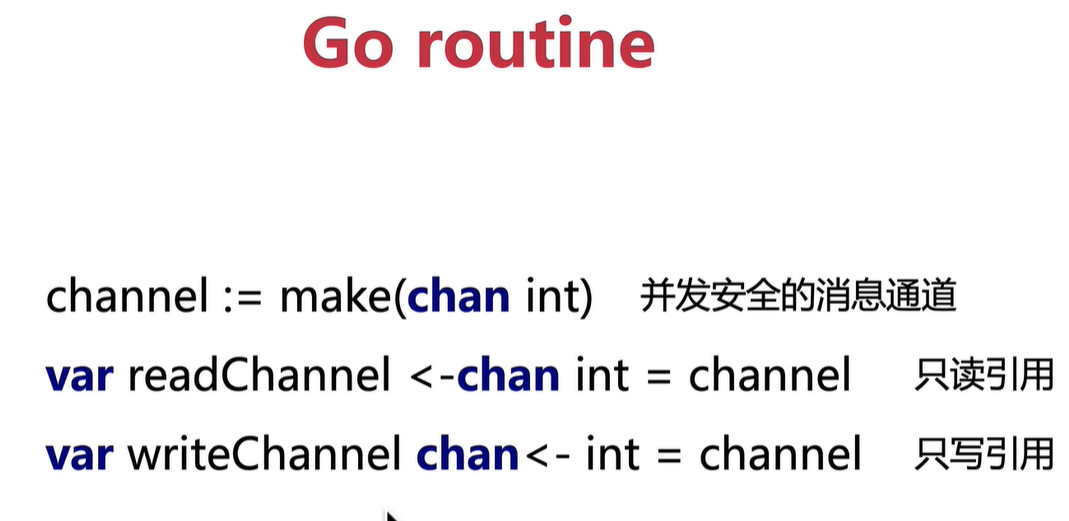 Go routine
channel := make(chan int) 并发安全的消息通道
var readChannel <-chan int = channel 只读引用
var writeChannel chan<- int = channel 只写引用